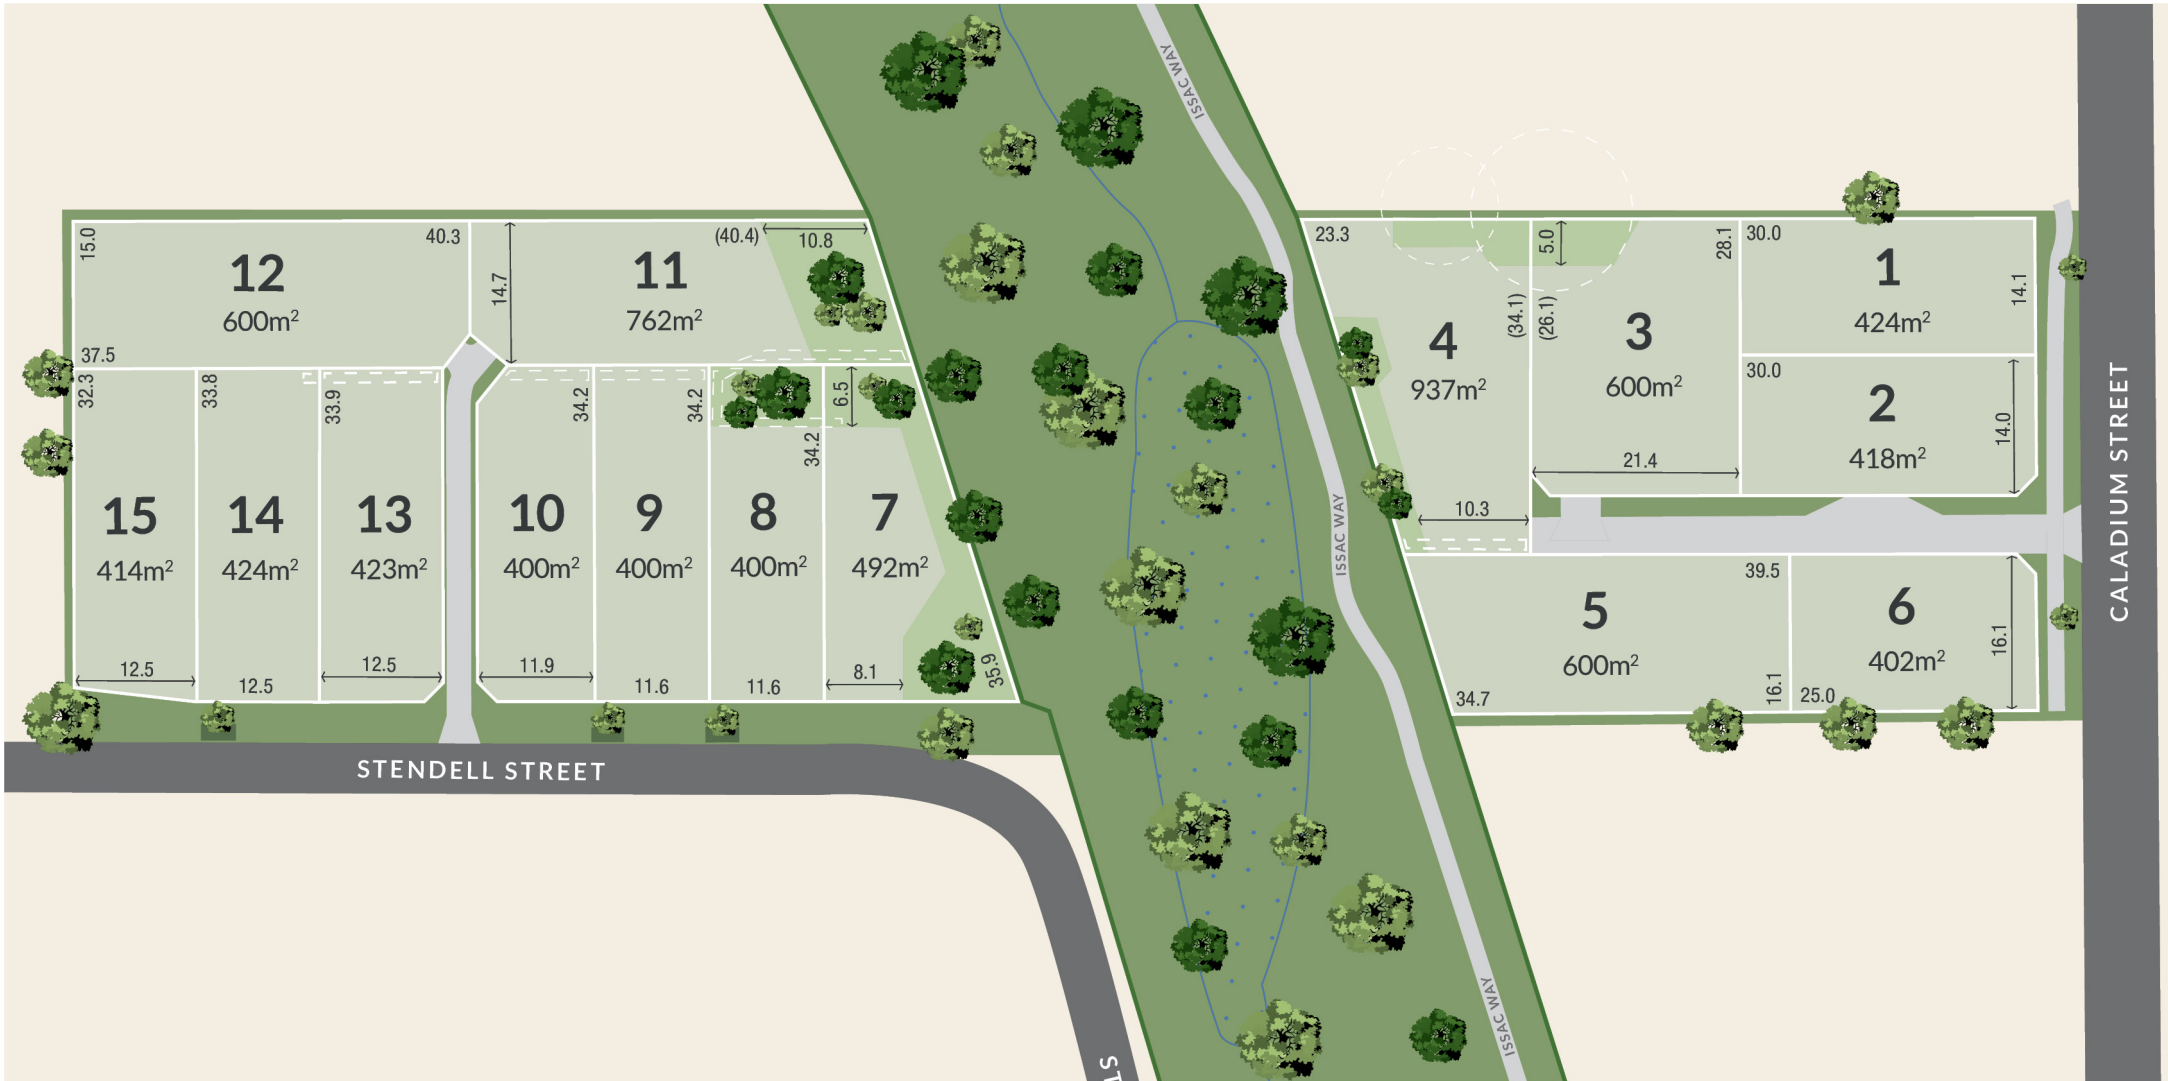 ISSAC WAY
15.0
12
600m²
40.3
37.5
14.7
11
762m²
(40.4)
10.8
32.3
15
414m²
12.5
33.8
14
424m²
12.5
33.9
13
423m²
12.5
34.2
10
400m²
11.9
34.2
9
400m²
11.6
34.2
8
400m²
11.6
6.5
7
492m²
8.1
35.9
STENDELL STREET
ST
ISSAC WAY
ISSAC WAY
23.3
(34.1)
4
937m²
10.3
5.0
(26.1)
28.1
3
600m²
21.4
30.0
1
424m²
14.1
30.0
2
418m²
14.0
39.5
5
600m²
34.7
16.1
6
402m²
25.0
16.1
CALADIUM STREET